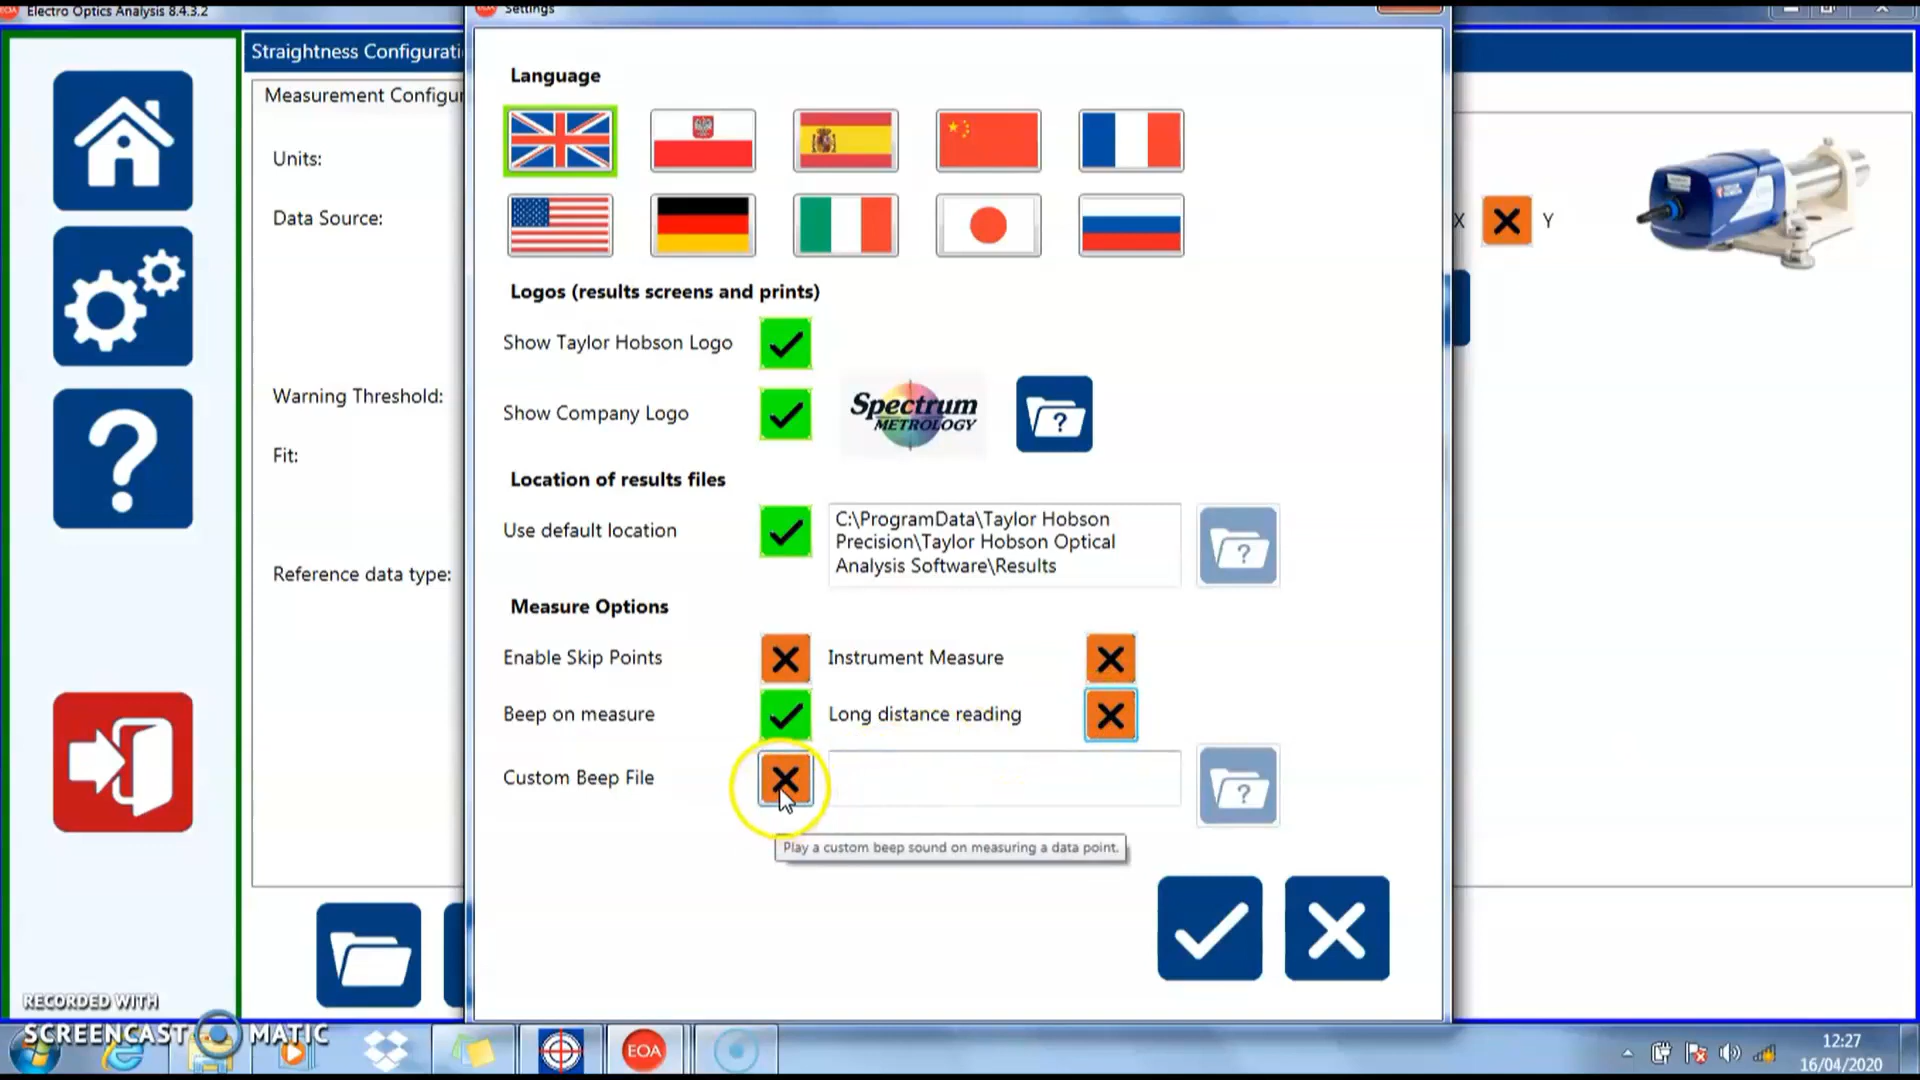 Electro Optics Analysis 8.4.3.2
Settings
Straightness Configurati
Measurement Configur
Units:
Data Source:
Warning Threshold:
Fit:
Reference data type:
Language
Logos (results screens and prints)
Show Taylor Hobson Logo
Show Company Logo
Spectrum
METROLOGY
?
Location of results files
Use default location
C:\ProgramData\Taylor Hobson
Precision\Taylor Hobson Optical
Analysis Software\Results
?
Measure Options
Enable Skip Points
Instrument Measure
Beep on measure
Long distance reading
Custom Beep File
?
Play a custom beep sound on measuring a data point.
X
Y
?
RECORDED WITH
SCREENCAST MATIC
EOA
12:27
16/04/2020